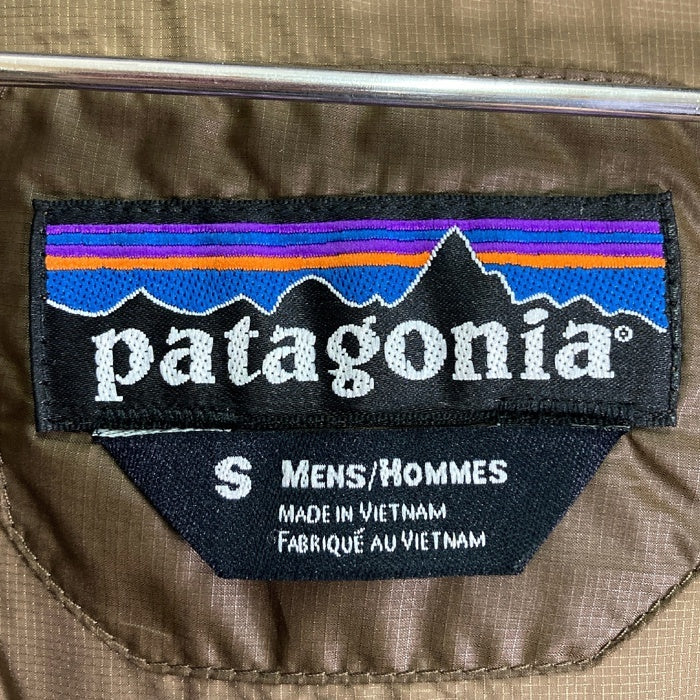 patagonia®
S MENS/HOMMES
MADE IN VIETNAM
FABRIQUÉ AU VIETNAM